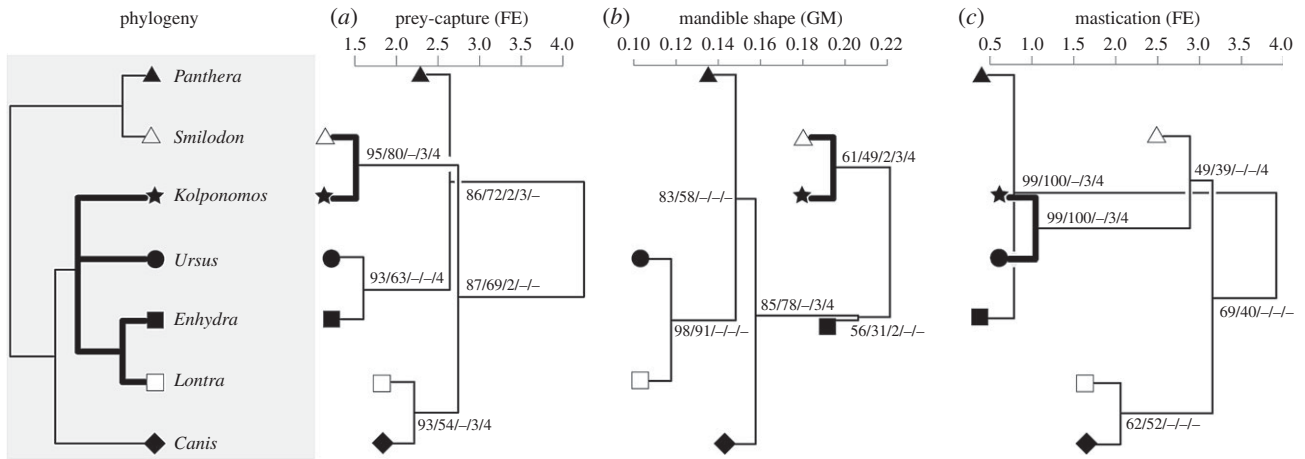 phylogeny
(a) prey-capture (FE)
1.5 2.0 2.5 3.0 3.5 4.0
(b) mandible shape (GM)
0.10 0.12 0.14 0.16 0.18 0.20 0.22
(c) mastication (FE)
0.5 1.0 1.5 2.0 2.5 3.0 3.5 4.0
Panthera
Smilodon
Kolponomos
Ursus
Enhydra
Lontra
Canis
95/80/–/3/4
86/72/2/3/–
93/63/–/–/4
87/69/2/–/–
93/54/–/3/4
61/49/2/3/4
83/58/–/–/–
85/78/–/3/4
98/91/–/–/–
56/31/2/–/–
49/39/–/–/4
99/100/–/3/4
99/100/–/3/4
69/40/–/–/–
62/52/–/–/–